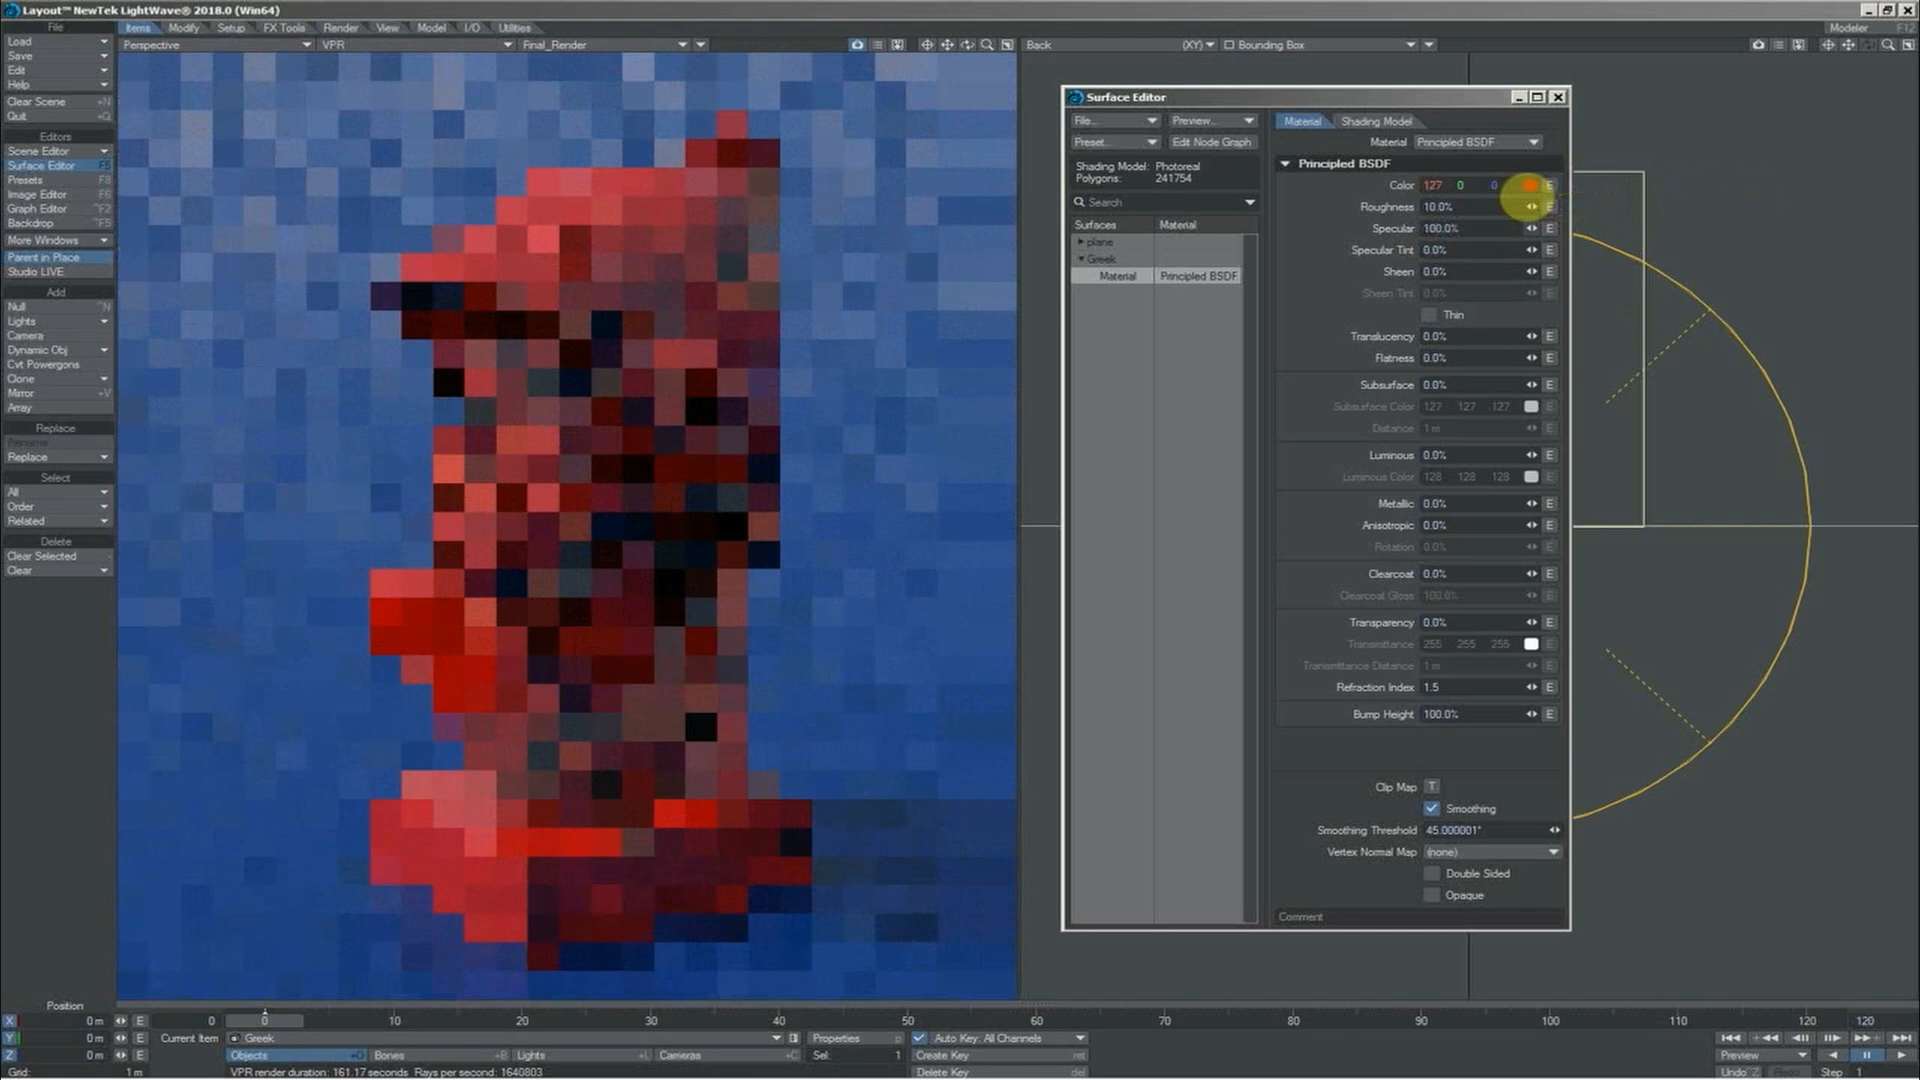 Layout™ NewTek LightWave® 2018.0 (Win64)
File Items Modify Setup FX Tools Render View Model I/O Utilities Modeler F12
Load Perspective VPR Final_Render Back (XY) Bounding Box
Save
Edit
Help
Clear Scene +N
Quit +Q
Editors
Scene Editor
Surface Editor F5
Presets F8
Image Editor F6
Graph Editor ^F2
Backdrop ^F5
More Windows
Parent in Place
Studio LIVE
Add
Null ^N
Lights
Camera
Dynamic Obj
Cvt Powergons
Clone
Mirror +V
Array
Replace
Rename
Replace
Select
All
Order
Related
Delete
Clear Selected -
Clear
Surface Editor
File... Preview...
Preset... Edit Node Graph
Shading Model: Photoreal
Polygons: 241754
Search
Surfaces Material
plane
Greek
Material Principled BSDF
Material Shading Model
Material Principled BSDF
Principled BSDF
Color 127 0 0 E
Roughness 10.0% E
Specular 100.0% E
Specular Tint 0.0% E
Sheen 0.0% E
Sheen Tint 0.0% E
Thin
Translucency 0.0% E
Flatness 0.0% E
Subsurface 0.0% E
Subsurface Color 127 127 127 E
Distance 1 m E
Luminous 0.0% E
Luminous Color 128 128 128 E
Metallic 0.0% E
Anisotropic 0.0% E
Rotation 0.0% E
Clearcoat 0.0% E
Clearcoat Gloss 100.0% E
Transparency 0.0% E
Transmittance 255 255 255 E
Transmittance Distance 1 m E
Refraction Index 1.5 E
Bump Height 100.0% E
Clip Map T
Smoothing
Smoothing Threshold 45.000001°
Vertex Normal Map (none)
Double Sided
Opaque
Comment
Position
X 0 m E 0 0 10 20 30 40 50 60 70 80 90 100 110 120 120
Y 0 m E Current Item Greek Properties p Auto Key: All Channels
Z 0 m E Objects +O Bones +B Lights +L Cameras +C Sel: 1 Create Key ret Preview
Grid: 1 m VPR render duration: 161.17 seconds Rays per second: 1640803 Delete Key del Undo ^Z Step 1